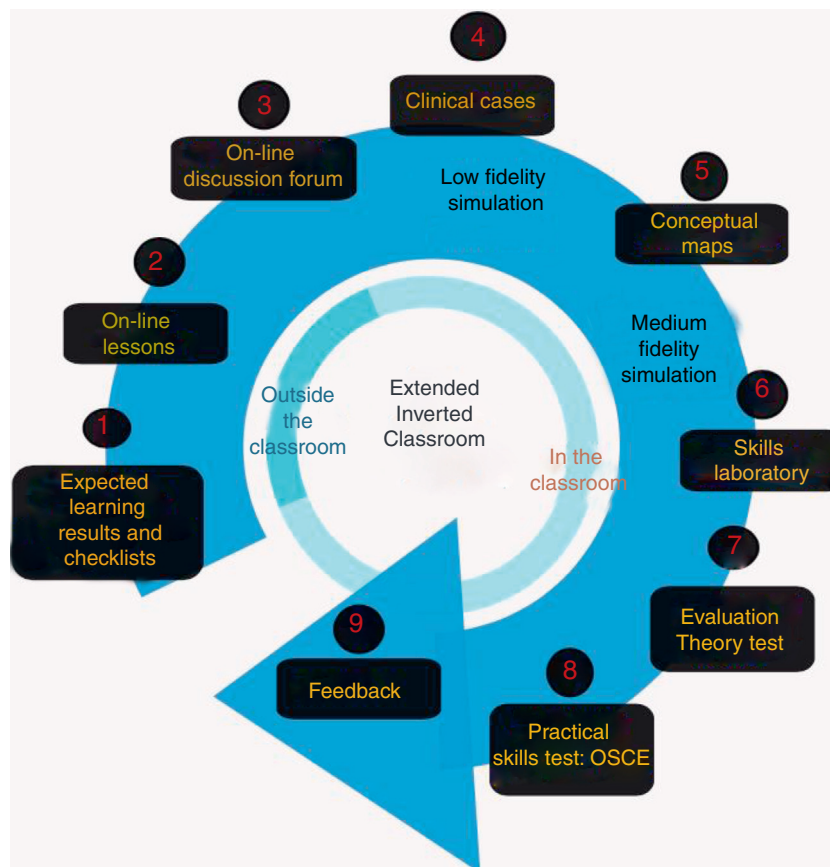 1
Expected
learning
results and
checklists
2
On-line
lessons
3
On-line
discussion forum
4
Clinical cases
Low fidelity
simulation
5
Conceptual
maps
Medium
fidelity
simulation
6
Skills
laboratory
7
Evaluation
Theory test
8
Practical
skills test: OSCE
9
Feedback
Outside
the
classroom
Extended
Inverted
Classroom
In the
classroom